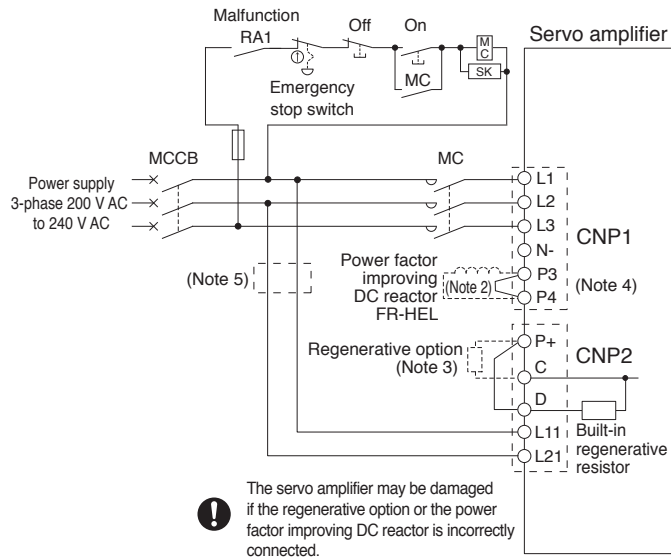 Malfunction
RA1
Off
On
M
C
SK
MC
Emergency
stop switch
Servo amplifier
MCCB
MC
Power supply
3-phase 200 V AC
to 240 V AC
L1
L2
L3
N-
P3
P4
CNP1
(Note 4)
Power factor
improving
DC reactor
FR-HEL
(Note 2)
(Note 5)
Regenerative option
(Note 3)
P+
C
D
L11
L21
CNP2
Built-in
regenerative
resistor
The servo amplifier may be damaged
if the regenerative option or the power
factor improving DC reactor is incorrectly
connected.